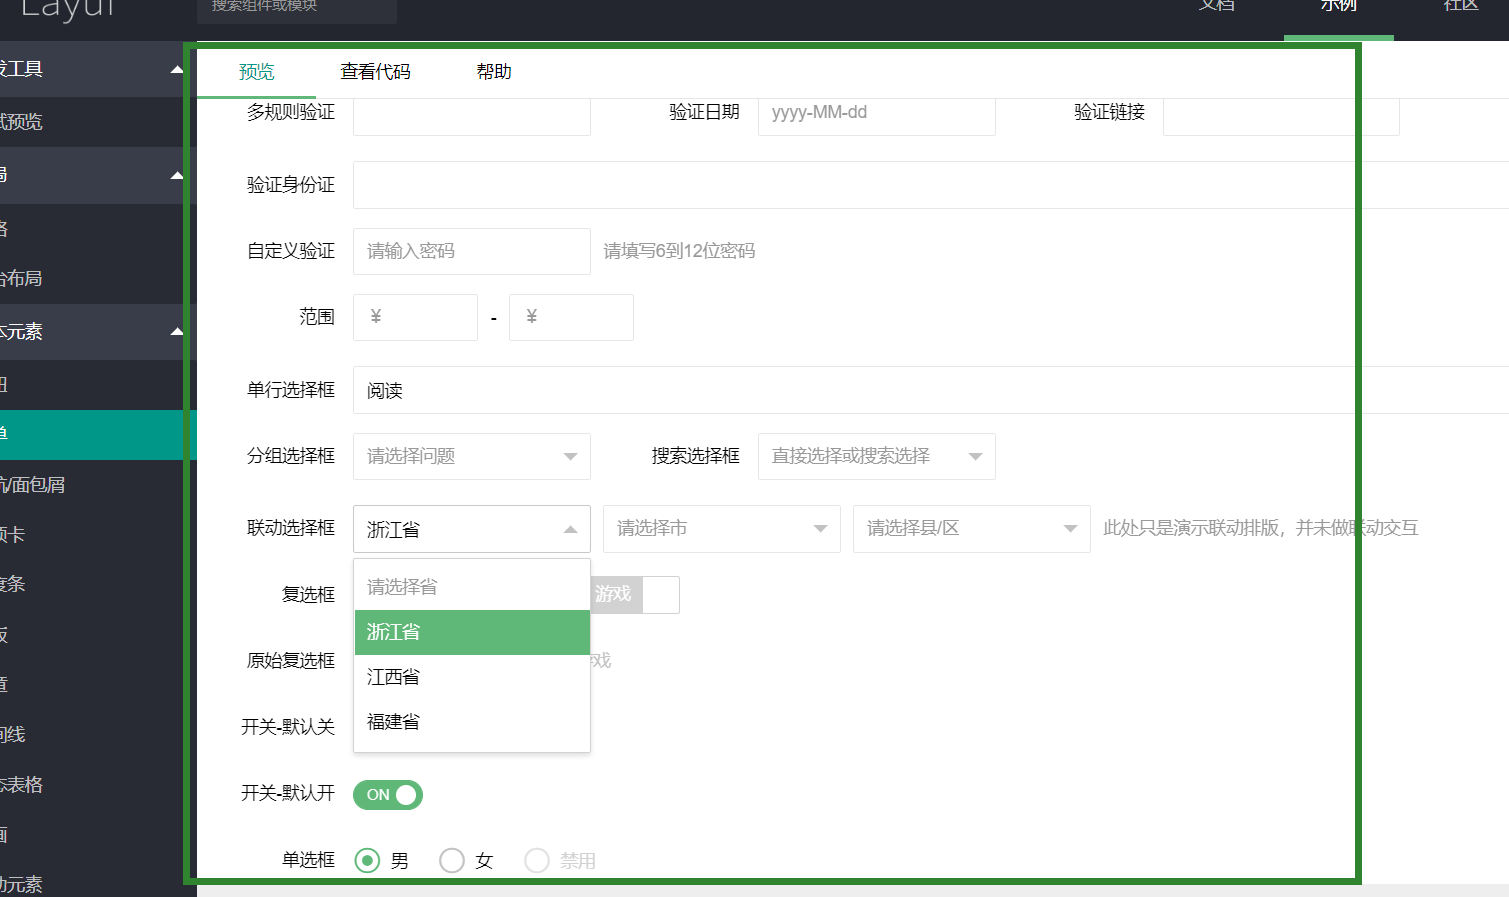 Layui
搜索组件或模块
文档
示例
社区
发工具
预览
查看代码
帮助
多规则验证
验证日期
yyyy-MM-dd
验证链接
试预览
局
验证身份证
格
自定义验证
请输入密码
请填写6到12位密码
台布局
范围
¥
-
¥
本元素
单行选择框
阅读
钮
单
分组选择框
请选择问题
搜索选择框
直接选择或搜索选择
航/面包屑
联动选择框
浙江省
请选择市
请选择县/区
此处只是演示联动排版，并未做联动交互
项卡
复选框
请选择省
游戏
度条
浙江省
板
原始复选框
游戏
江西省
章
开关-默认关
福建省
间线
态表格
开关-默认开
ON
画
单选框
男
女
禁用
助元素